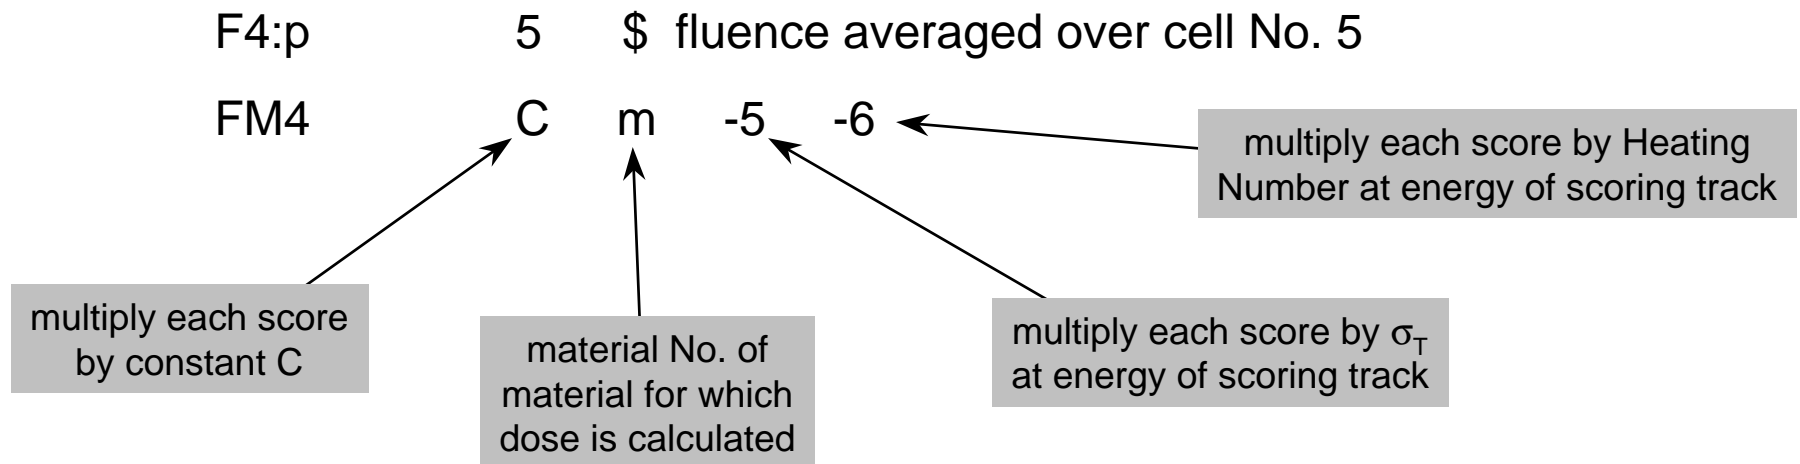 F4:p 5 $ fluence averaged over cell No. 5
FM4 C m -5 -6
multiply each score by Heating
Number at energy of scoring track
multiply each score
by constant C
material No. of
material for which
dose is calculated
multiply each score by σT
at energy of scoring track